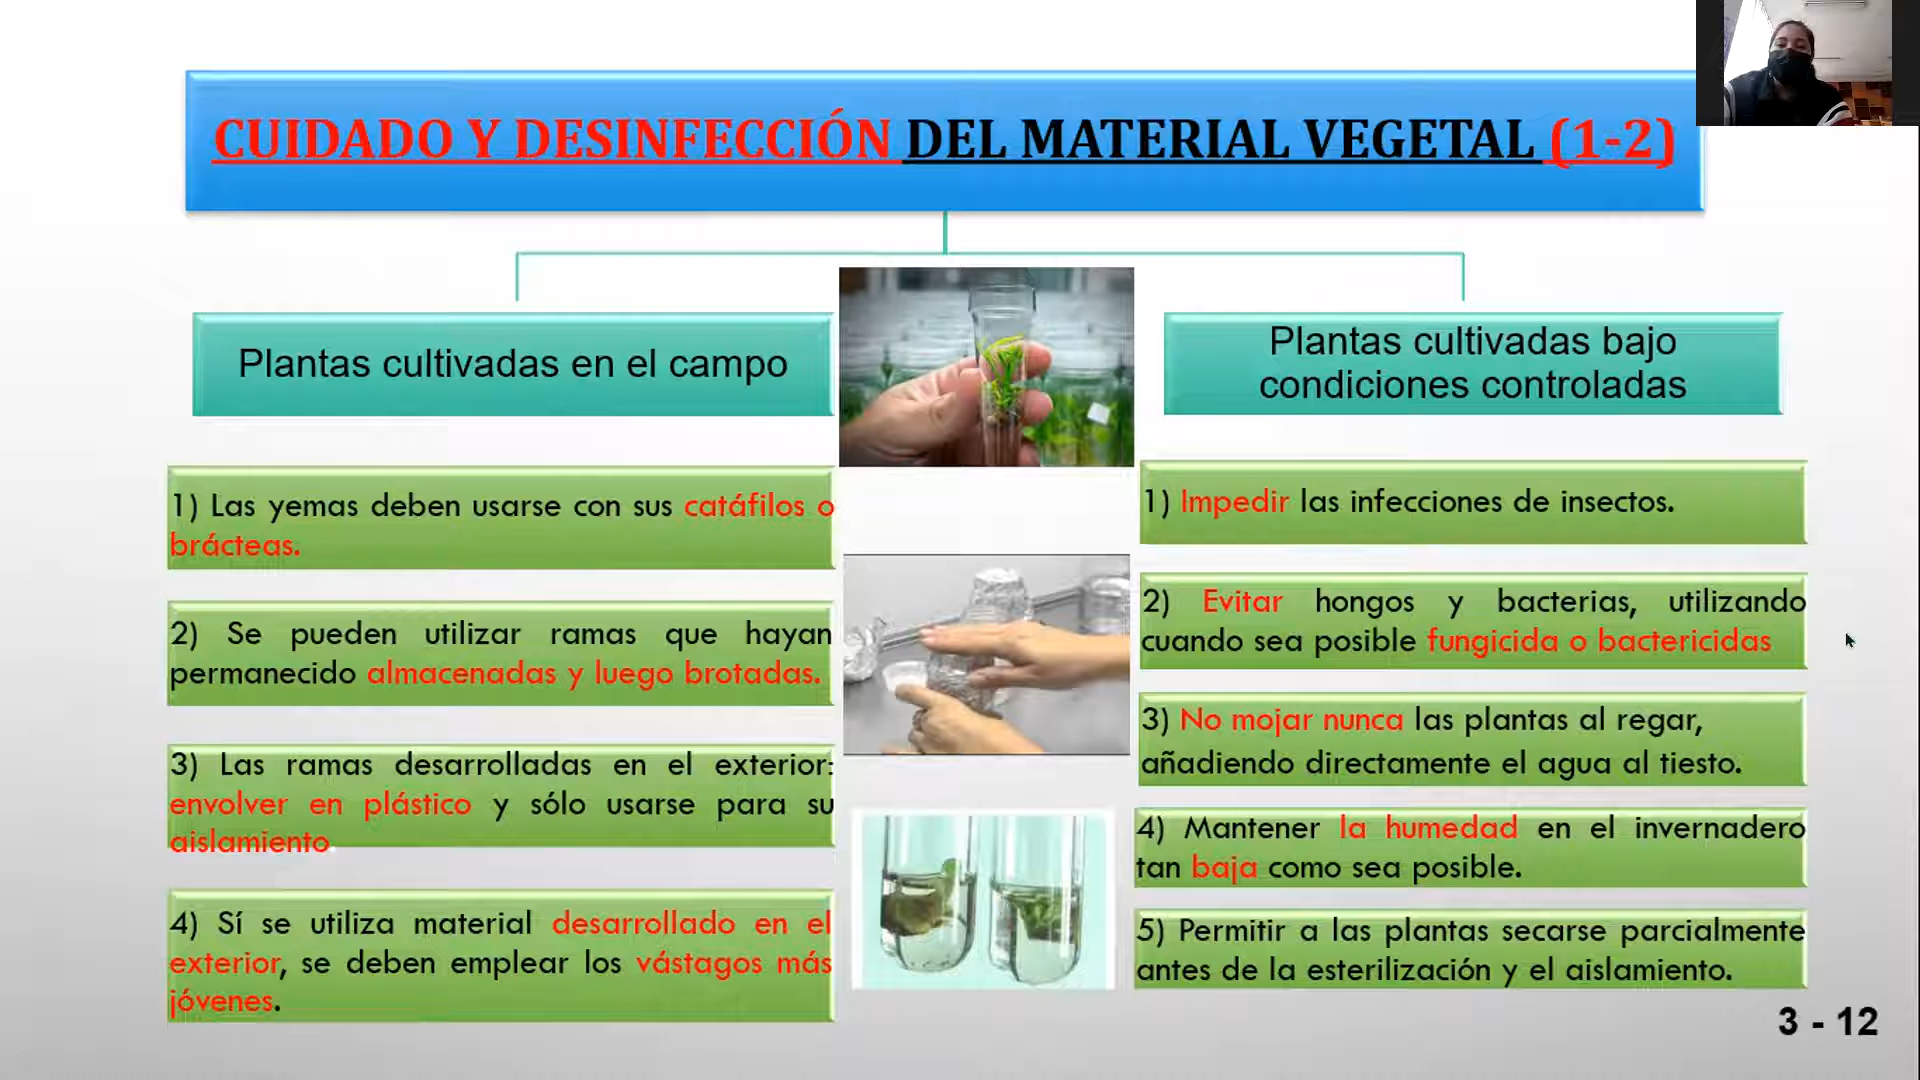 CUIDADO Y DESINFECCIÓN DEL MATERIAL VEGETAL (1-2)
Plantas cultivadas en el campo
1) Las yemas deben usarse con sus catáfilos o
brácteas.
2) Se pueden utilizar ramas que hayan
permanecido almacenadas y luego brotadas.
3) Las ramas desarrolladas en el exterior:
envolver en plástico y sólo usarse para su
aislamiento.
4) Sí se utiliza material desarrollado en el
exterior, se deben emplear los vástagos más
jóvenes.
Plantas cultivadas bajo
condiciones controladas
1) Impedir las infecciones de insectos.
2) Evitar hongos y bacterias, utilizando
cuando sea posible fungicida o bactericidas
3) No mojar nunca las plantas al regar,
añadiendo directamente el agua al tiesto.
4) Mantener la humedad en el invernadero
tan baja como sea posible.
5) Permitir a las plantas secarse parcialmente
antes de la esterilización y el aislamiento.
3 - 12